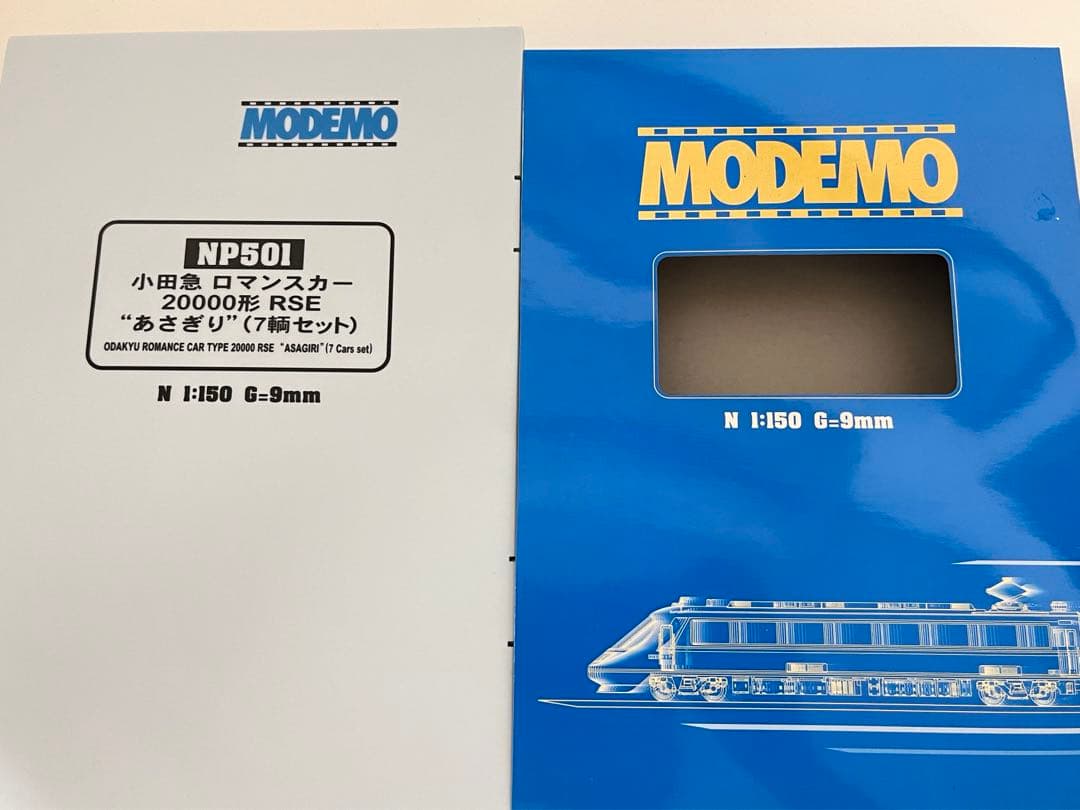 MODEMO
NP501
小田急 ロマンスカー
20000形 RSE
“あさぎり”(7輌セット)
ODAKYU ROMANCE CAR TYPE 20000 RSE “ASAGIRI”(7 Cars set)
N 1:150 G=9mm
MODEMO
N 1:150 G=9mm